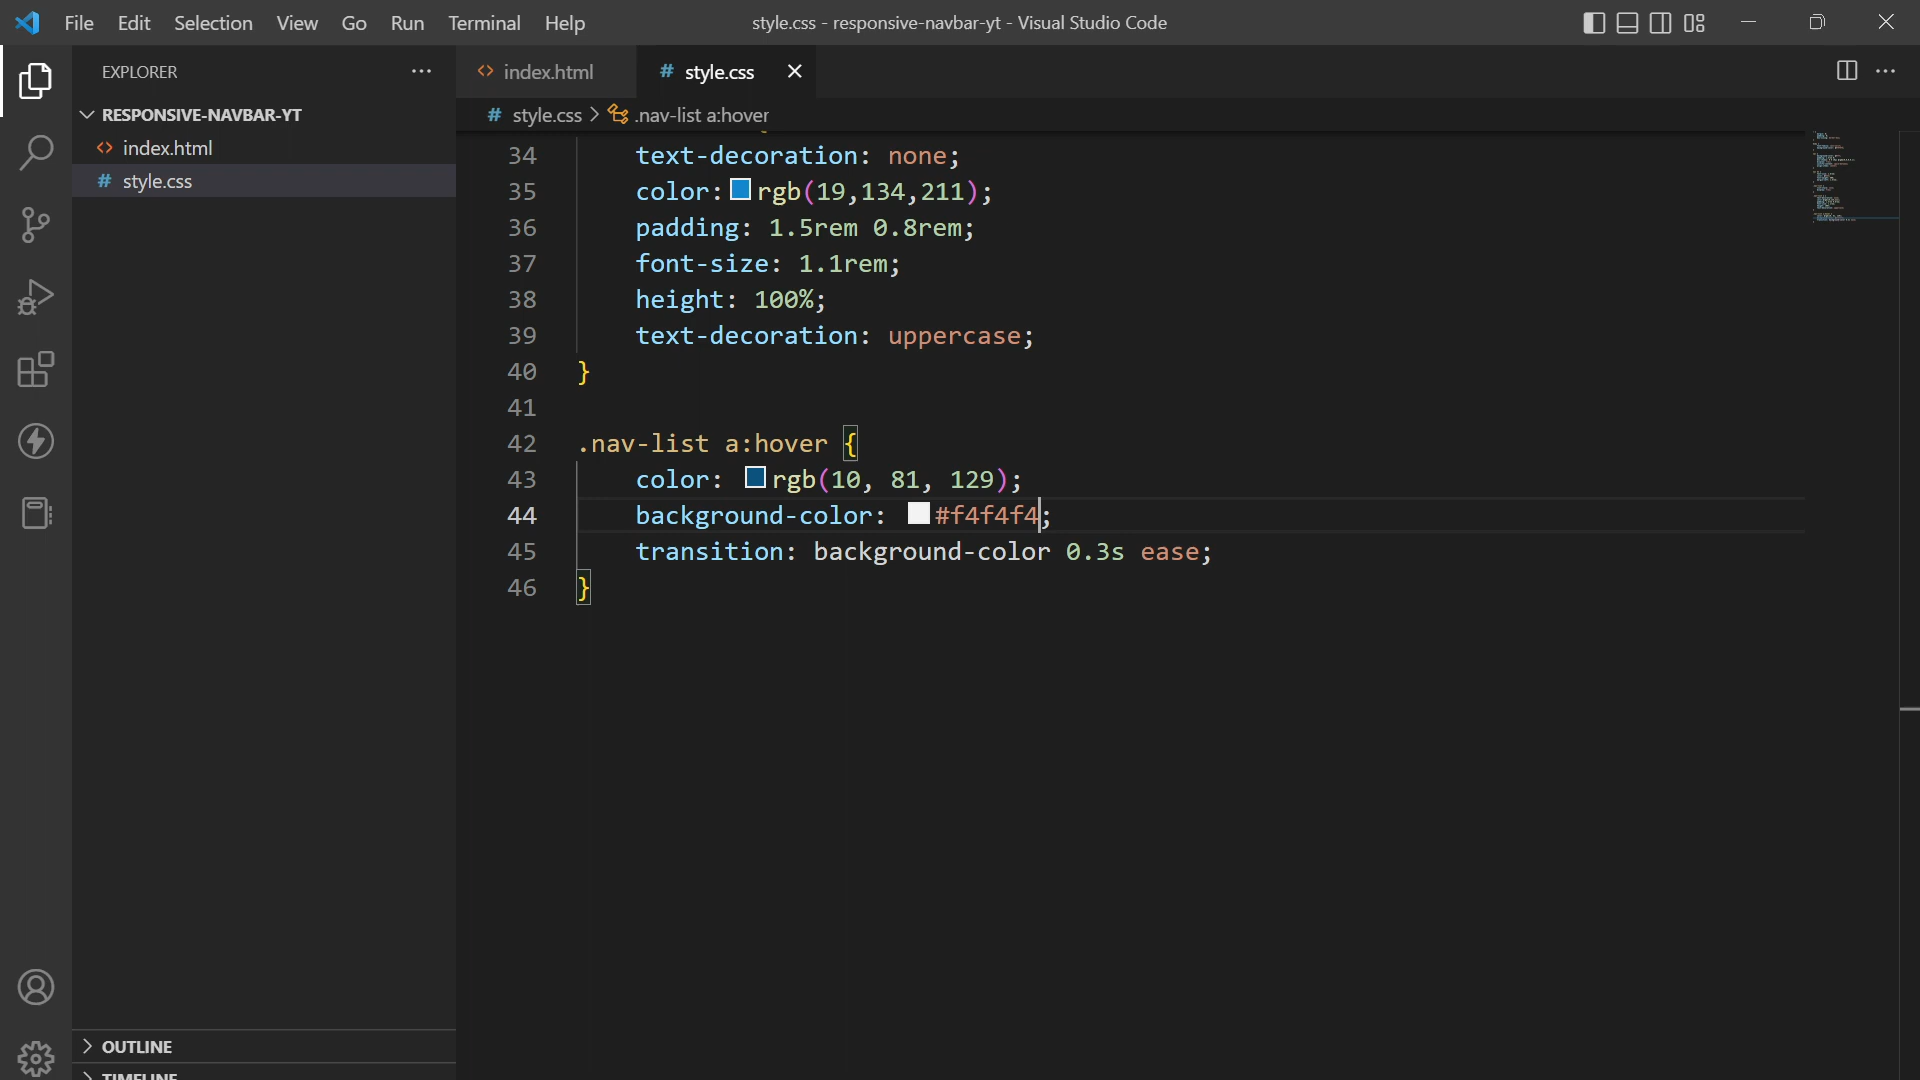 File Edit Selection View Go Run Terminal Help
style.css - responsive-navbar-yt - Visual Studio Code
EXPLORER
RESPONSIVE-NAVBAR-YT
<> index.html
# style.css
OUTLINE
TIMELINE
<> index.html # style.css
# style.css > .nav-list a:hover
34 text-decoration: none;
35 color: rgb(19,134,211);
36 padding: 1.5rem 0.8rem;
37 font-size: 1.1rem;
38 height: 100%;
39 text-decoration: uppercase;
40 }
41
42 .nav-list a:hover {
43 color: rgb(10, 81, 129);
44 background-color: #f4f4f4;
45 transition: background-color 0.3s ease;
46 }